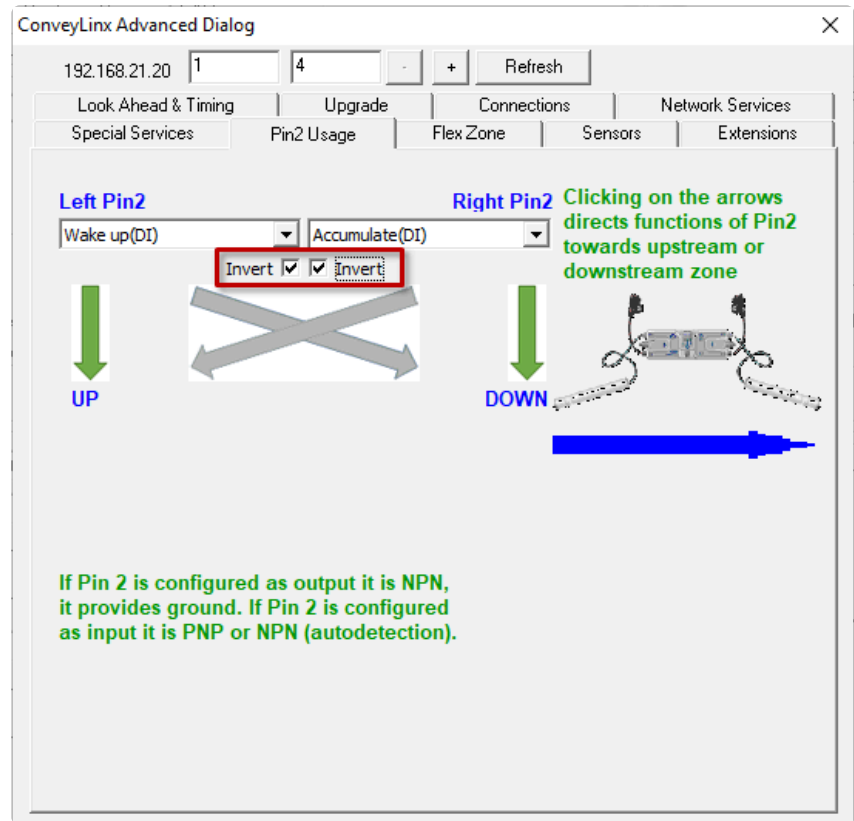 ConveyLinx Advanced Dialog
192.168.21.20 1 4 - + Refresh
Look Ahead & Timing Upgrade Connections Network Services
Special Services Pin2 Usage Flex Zone Sensors Extensions
Left Pin2 Right Pin2
Wake up(DI) Accumulate(DI)
Invert Invert
UP DOWN
Clicking on the arrows
directs functions of Pin2
towards upstream or
downstream zone
If Pin 2 is configured as output it is NPN,
it provides ground. If Pin 2 is configured
as input it is PNP or NPN (autodetection).